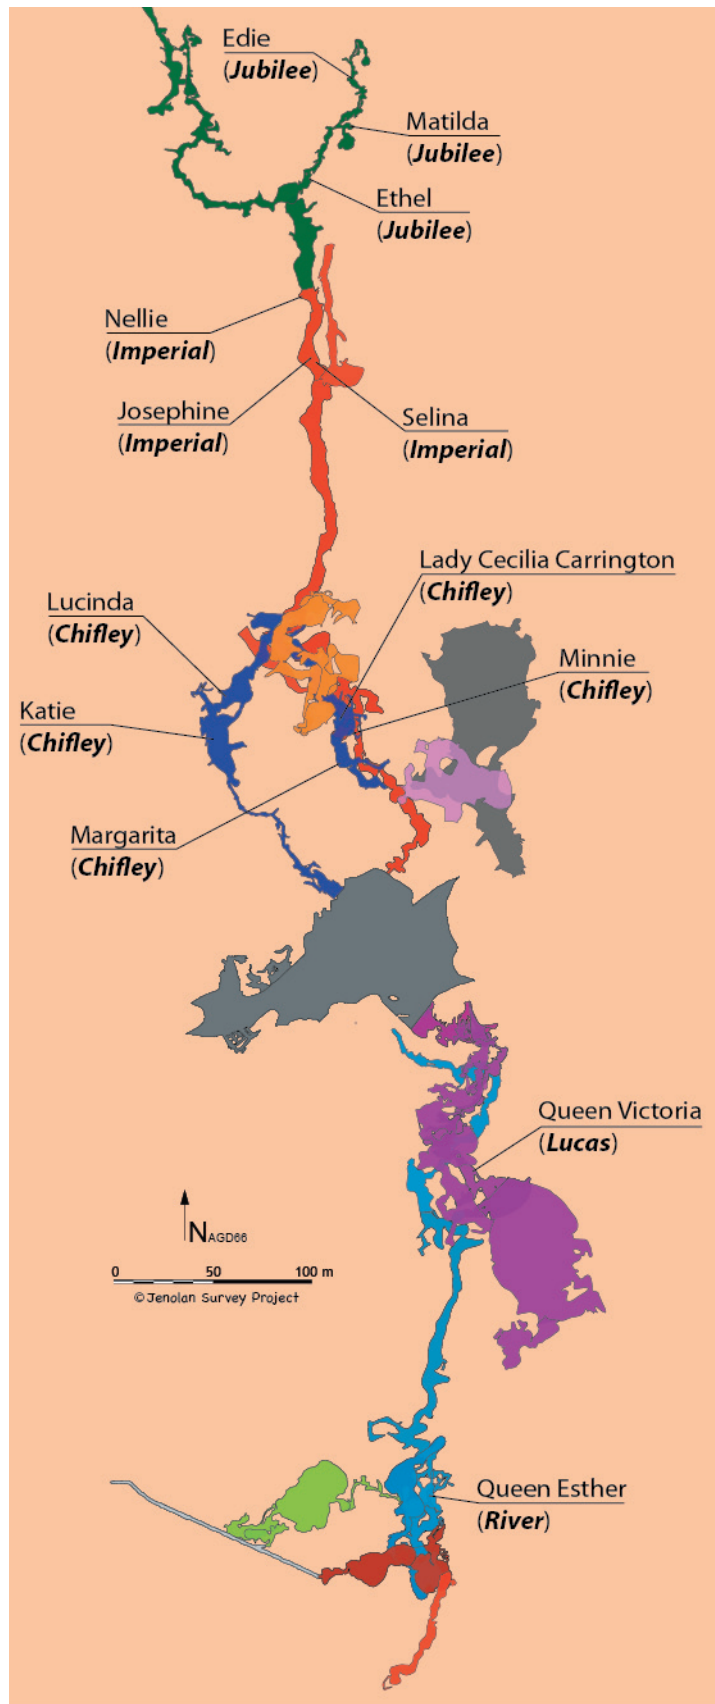 Edie
(Jubilee)
Matilda
(Jubilee)
Ethel
(Jubilee)
Nellie
(Imperial)
Josephine
(Imperial)
Selina
(Imperial)
Lady Cecilia Carrington
(Chifley)
Lucinda
(Chifley)
Minnie
(Chifley)
Katie
(Chifley)
Margarita
(Chifley)
Queen Victoria
(Lucas)
N AGD66
0 50 100 m
© Jenolan Survey Project
Queen Esther
(River)